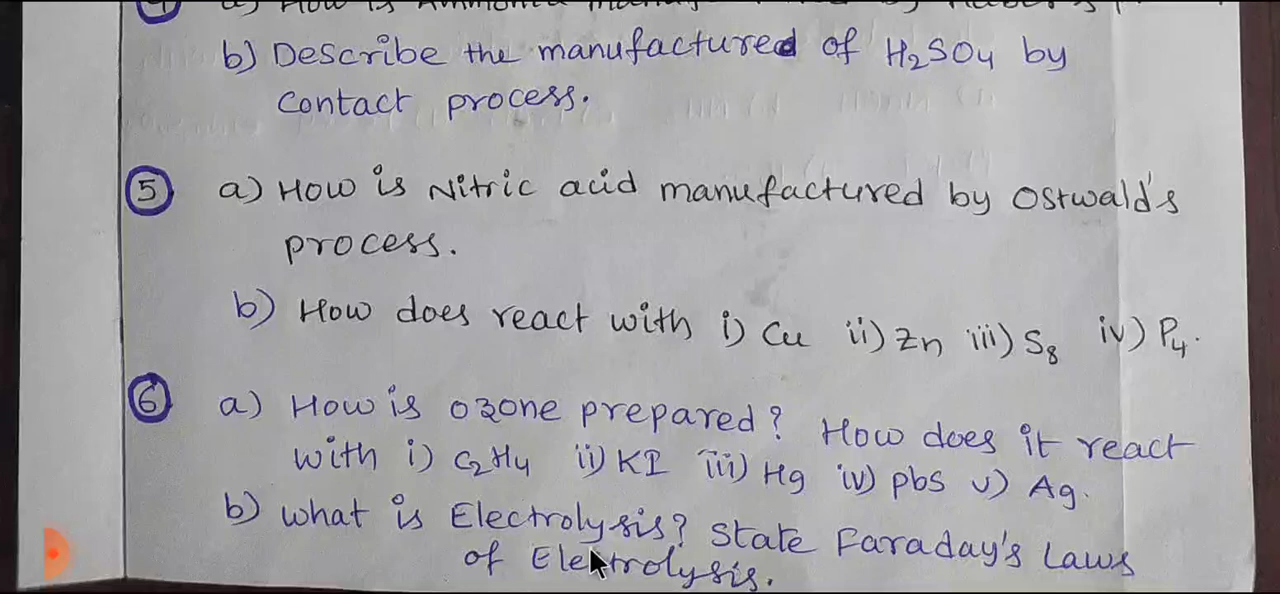 b) Describe the manufactured of H₂SO₄ by
Contact process.
5 a) How is Nitric acid manufactured by Ostwald's
process.
b) How does react with i) Cu ii) Zn iii) S₈ iv) P₄.
6 a) How is ozone prepared? How does it react
with i) C₂H₄ ii) KI iii) Hg iv) pbs v) Ag.
b) What is Electrolysis? State Faraday's Laws
of Electrolysis.